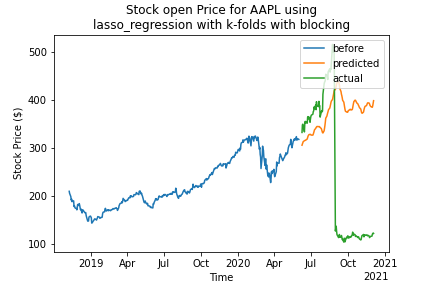 Stock open Price for AAPL using
lasso_regression with k-folds with blocking
before
predicted
actual
Stock Price ($)
500
400
300
200
100
2019
Apr
Jul
Oct
2020
Apr
Jul
Oct
2021
Time
2021